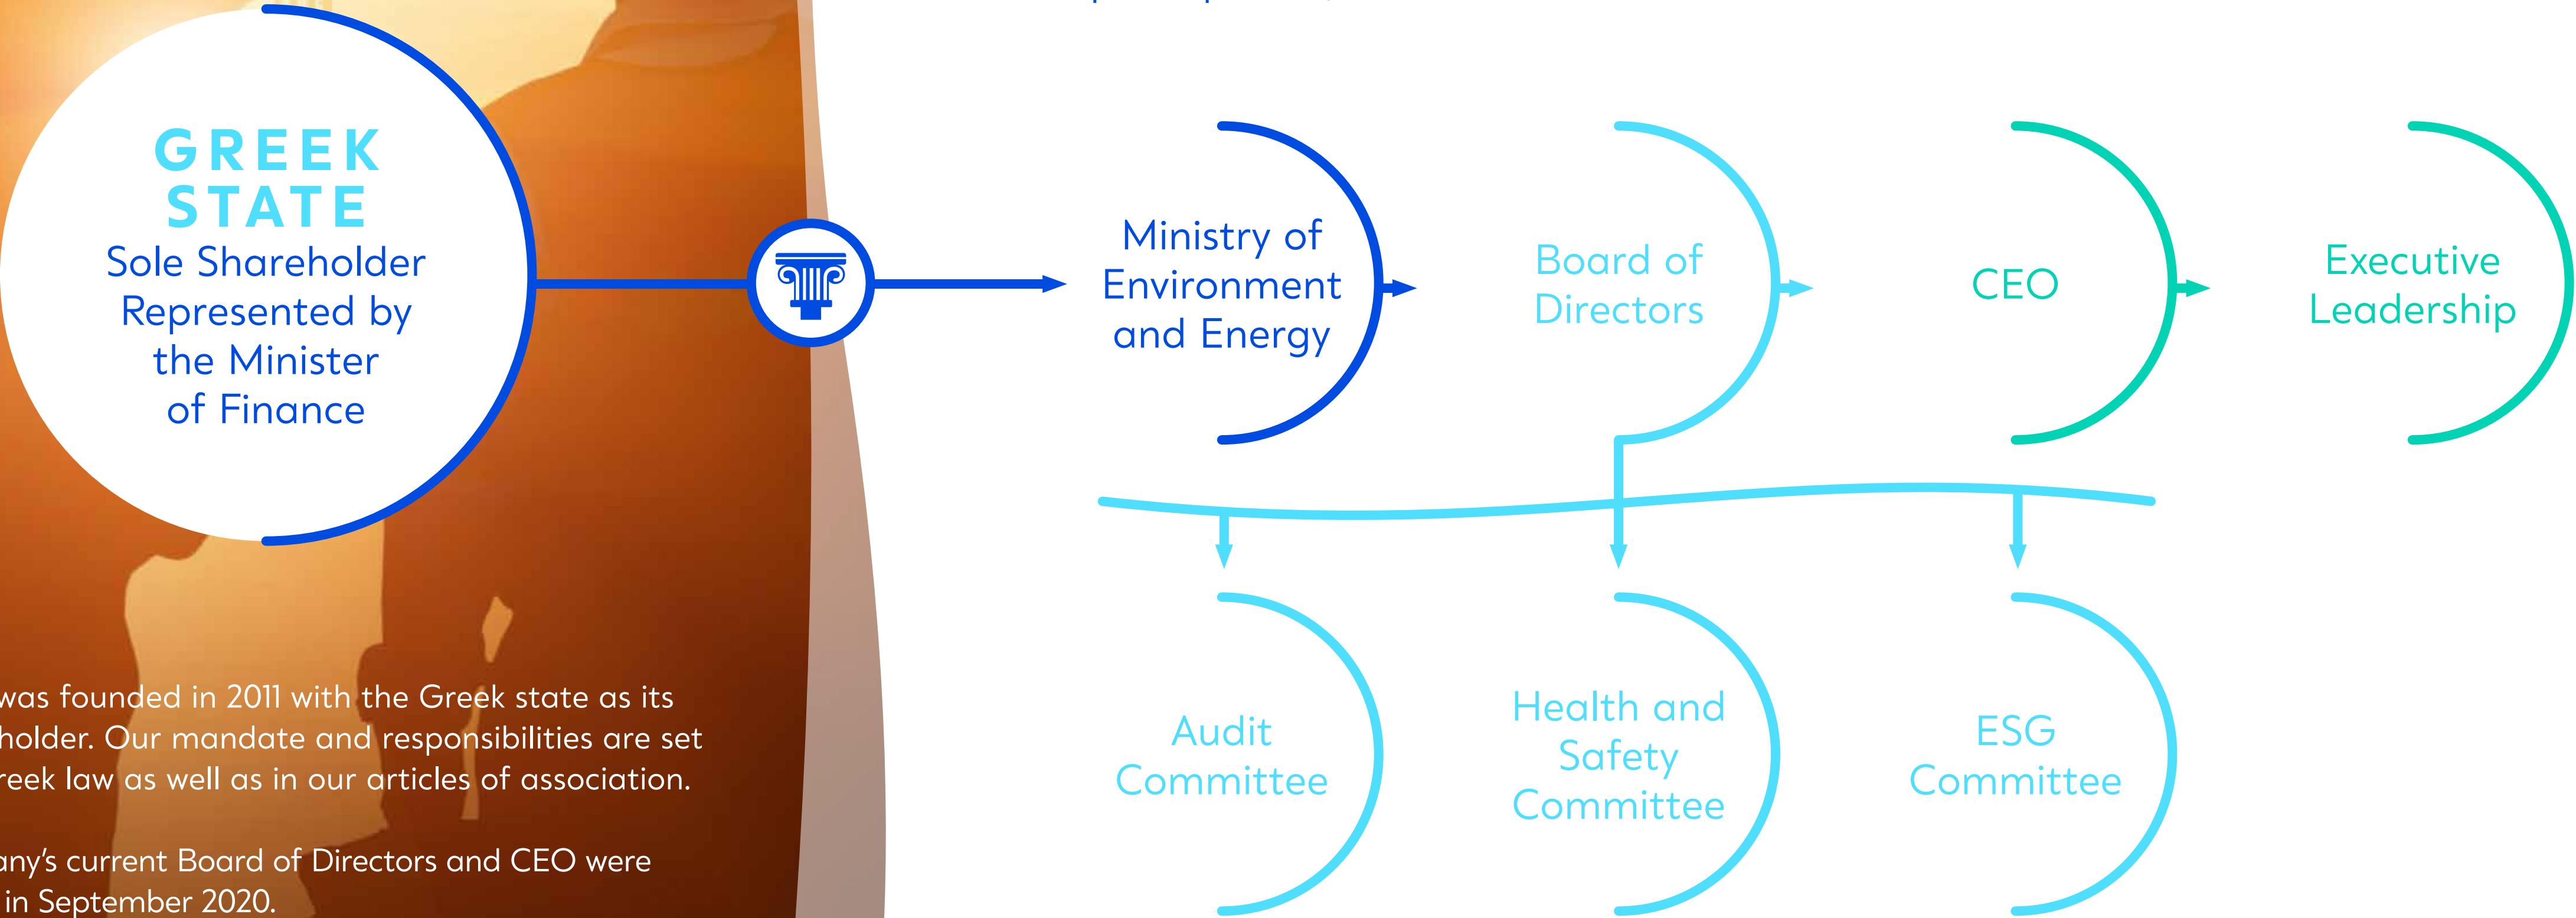 GREEK
STATE
Sole Shareholder
Represented by
the Minister
of Finance
Ministry of
Environment
and Energy
Board of
Directors
CEO
Executive
Leadership
Audit
Committee
Health and
Safety
Committee
ESG
Committee
was founded in 2011 with the Greek state as its
holder. Our mandate and responsibilities are set
reek law as well as in our articles of association.
any's current Board of Directors and CEO were
in September 2020.